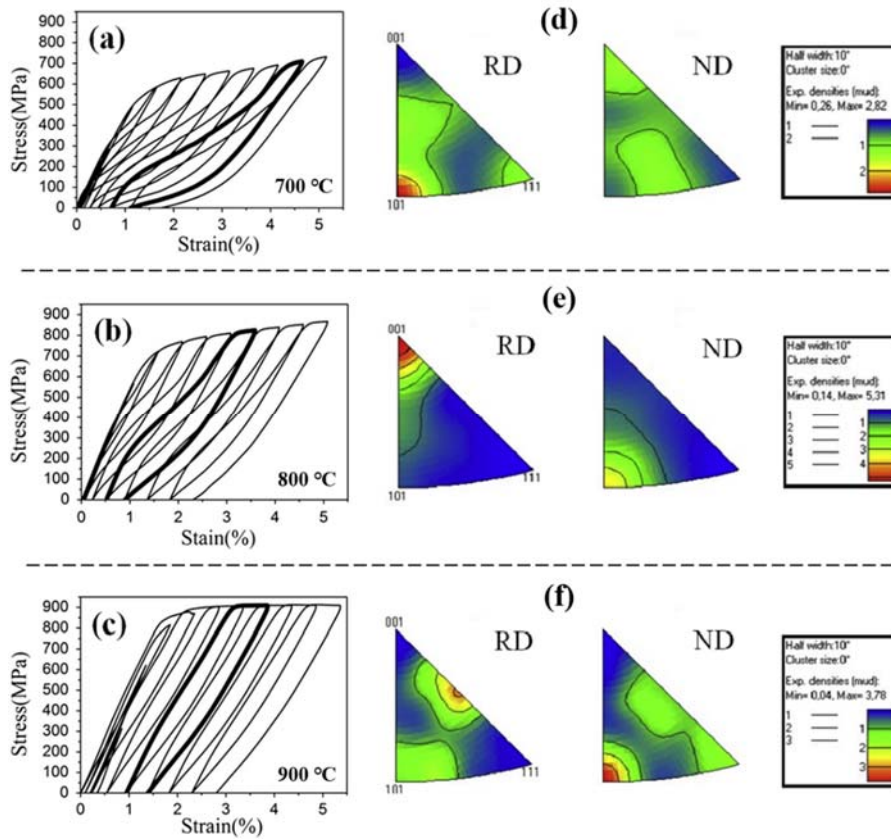 (a)
900
800
700
600
500
400
300
200
100
0
Stress(MPa)
700 °C
0 1 2 3 4 5
Strain(%)
(d)
001
RD
101
111
ND
Half width:10°
Cluster size:0°
Exp. densities (mud):
Min= 0,26, Max= 2,82
1
2
1
2
(b)
900
800
700
600
500
400
300
200
100
0
Stress(MPa)
800 °C
0 1 2 3 4 5
Stain(%)
(e)
001
RD
101
111
ND
Half width:10°
Cluster size:0°
Exp. densities (mud):
Min= 0,14, Max= 5,31
1
2
3
4
5
1
2
3
4
(c)
900
800
700
600
500
400
300
200
100
0
Stress(MPa)
900 °C
0 1 2 3 4 5
Strain(%)
(f)
001
RD
101
111
ND
Half width:10°
Cluster size:0°
Exp. densities (mud):
Min= 0,04, Max= 3,78
1
2
3
1
2
3